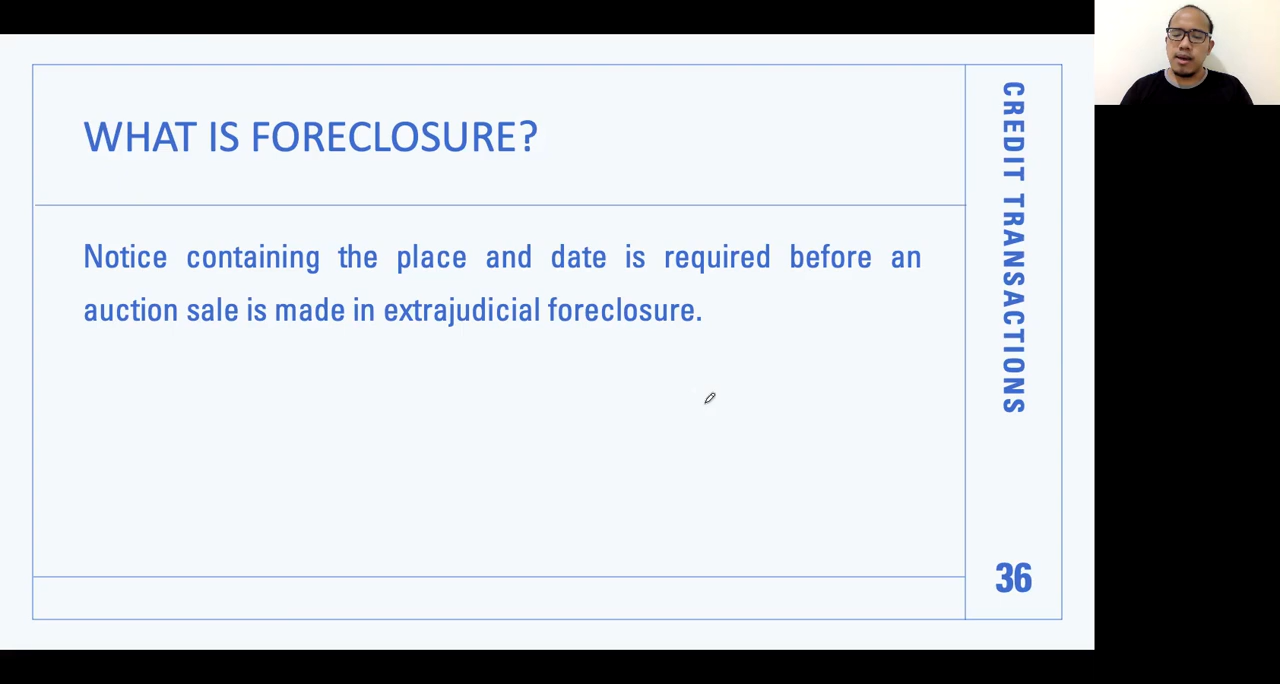 WHAT IS FORECLOSURE?
Notice containing the place and date is required before an
auction sale is made in extrajudicial foreclosure.
CREDIT TRANSACTIONS
36